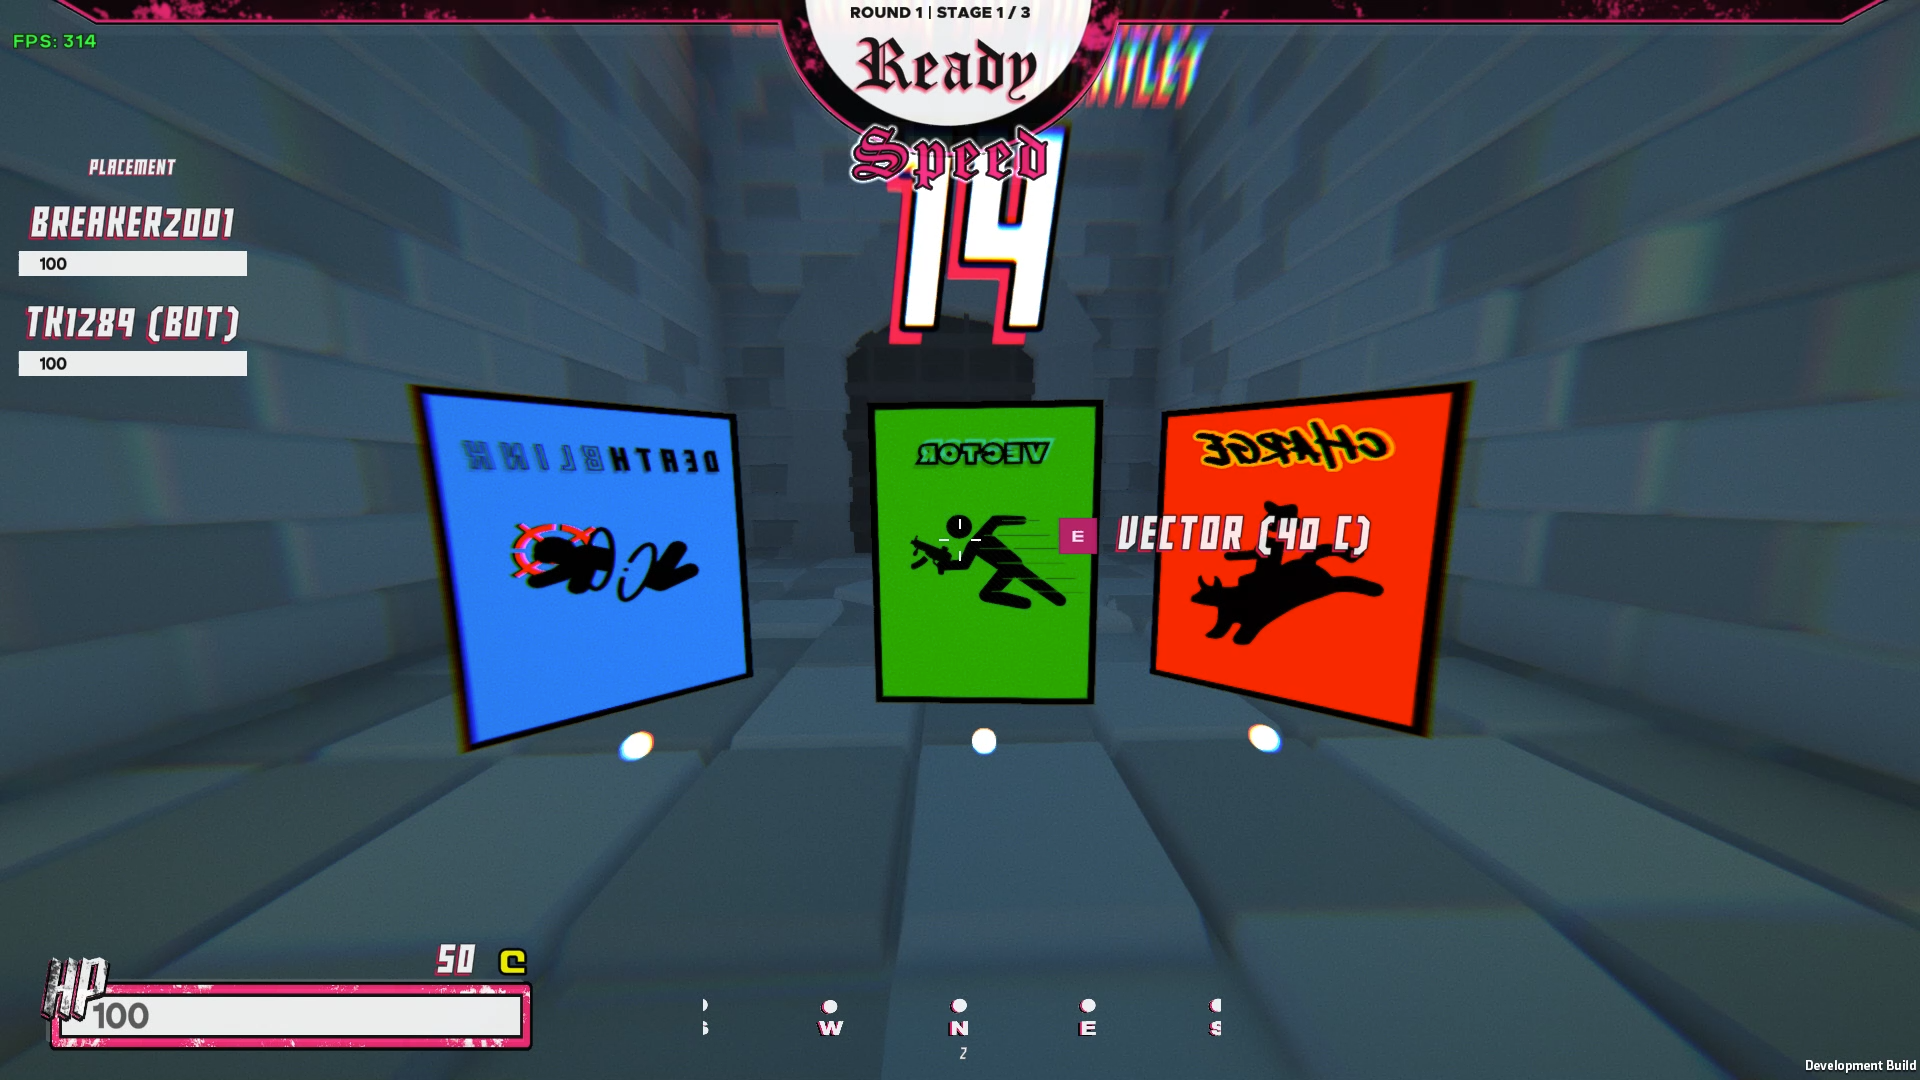 ROUND 1 | STAGE 1 / 3
Ready
FPS: 314
Speed
14
PLACEMENT
BREAKER2001
100
TK1289 (BOT)
100
DEATHBLINK
VECTOR
CHARGE
E VECTOR (40 C)
50 C
HP
100
W N E S
2
Development Build